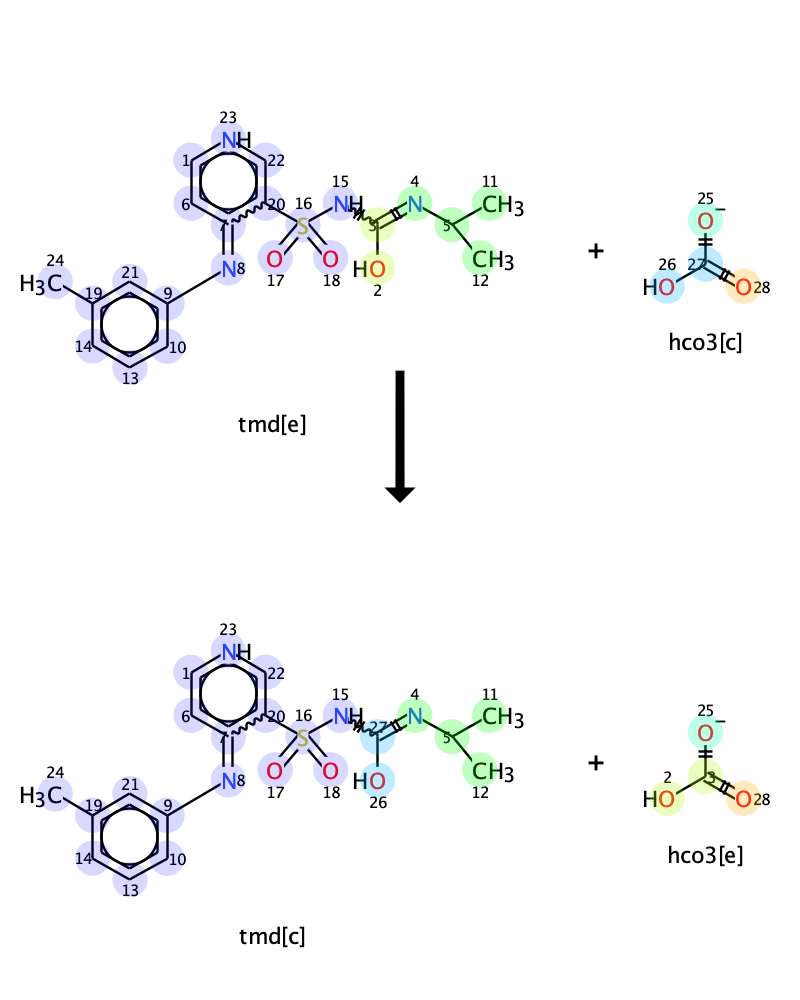 23
NH
1 22
15 4 11
6 20 16 NH N CH3
7 S 3 5
24 N8 O O HO CH3
H3C 21 17 18 2 12
19 9
14 10
13
tmd[e]
+
25
O−
26 27
HO O28
hco3[c]
23
NH
1 22
15 4 11
6 20 16 NH N CH3
7 S 27 5
24 N8 O O HO CH3
H3C 21 17 18 26 12
19 9
14 10
13
tmd[c]
+
25
O−
2 3
HO O28
hco3[e]